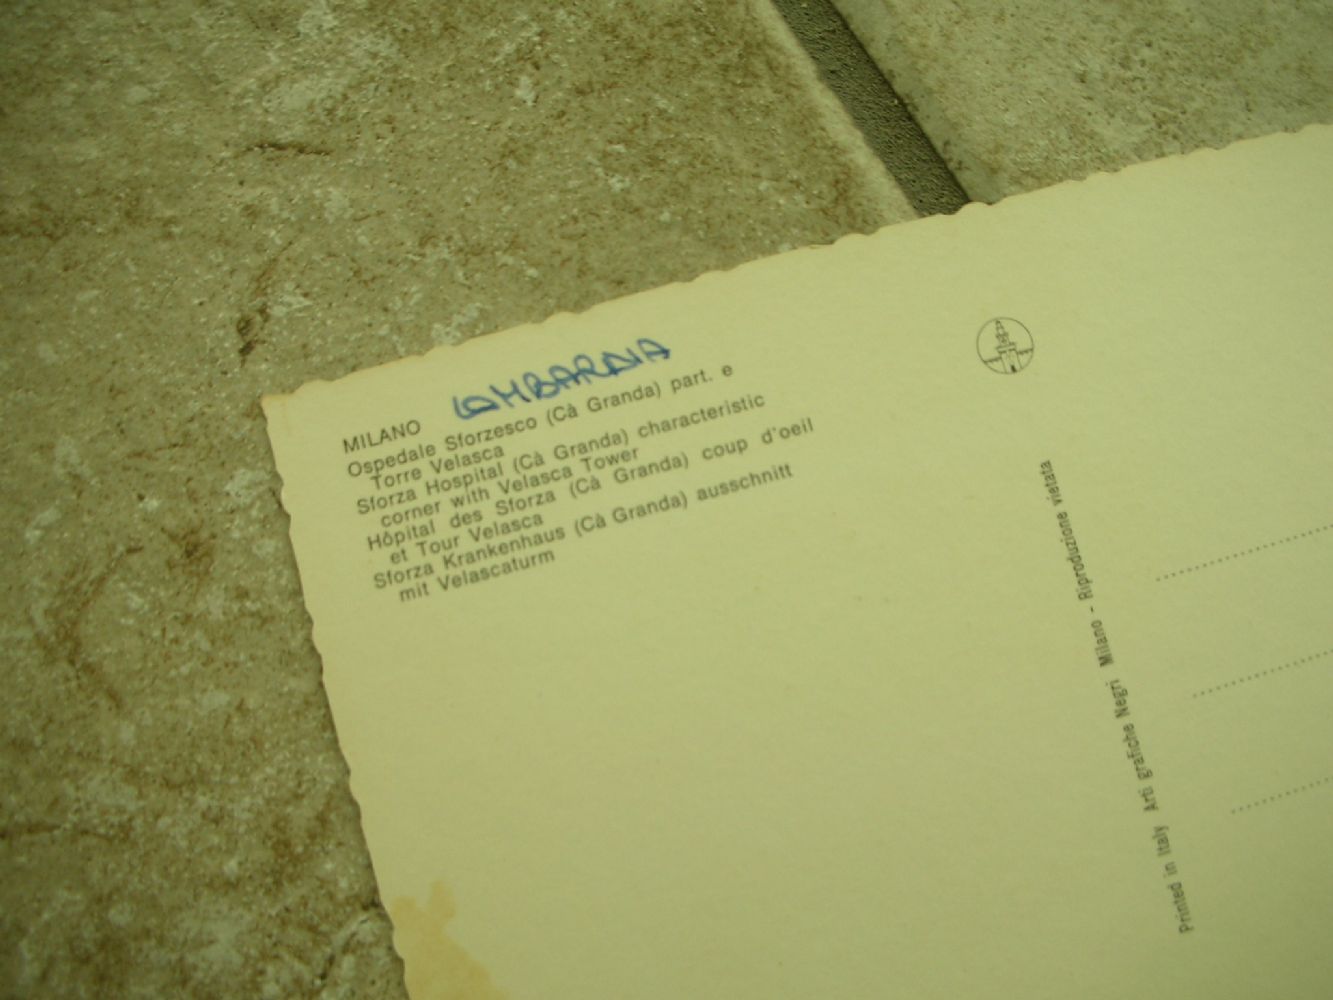 MILANO LOMBARDIA
Ospedale Sforzesco (Cà Granda) part. e
Torre Velasca
Sforza Hospital (Cà Granda) characteristic
corner with Velasca Tower
Hôpital des Sforza (Cà Granda) coup d'oeil
et Tour Velasca
Sforza Krankenhaus (Cà Granda) ausschnitt
mit Velascaturm
Printed in Italy Arti grafiche Negri Milano - Riproduzione vietata